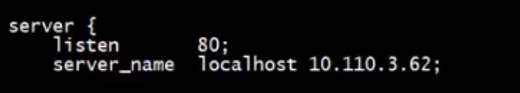 server {
    listen       80;
    server_name  localhost 10.110.3.62;